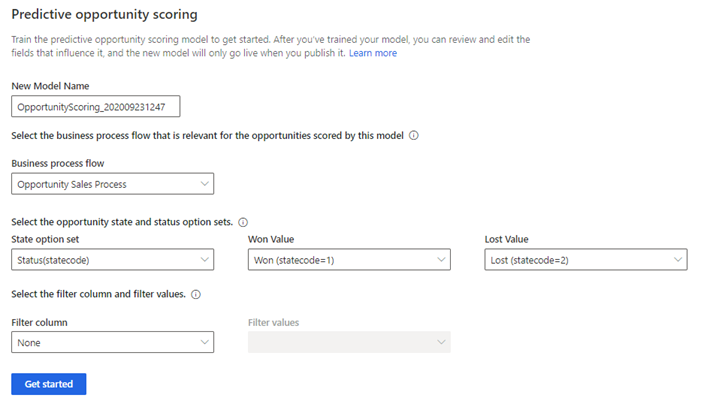 Predictive opportunity scoring
Train the predictive opportunity scoring model to get started. After you've trained your model, you can review and edit the
fields that influence it, and the new model will only go live when you publish it. Learn more
New Model Name
OpportunityScoring_202009231247
Select the business process flow that is relevant for the opportunities scored by this model
Business process flow
Opportunity Sales Process
Select the opportunity state and status option sets.
State option set Won Value Lost Value
Status(statecode) Won (statecode=1) Lost (statecode=2)
Select the filter column and filter values.
Filter column Filter values
None
Get started